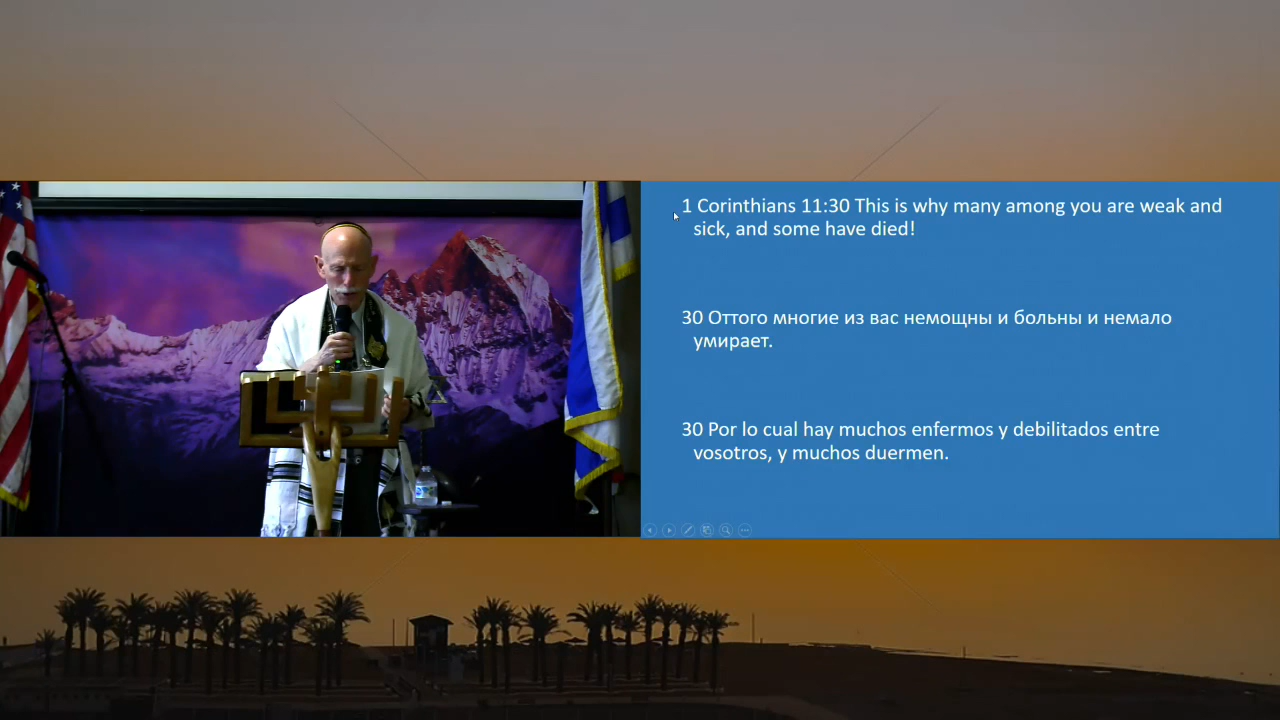 1 Corinthians 11:30 This is why many among you are weak and
sick, and some have died!
30 Оттого многие из вас немощны и больны и немало
умирает.
30 Por lo cual hay muchos enfermos y debilitados entre
vosotros, y muchos duermen.